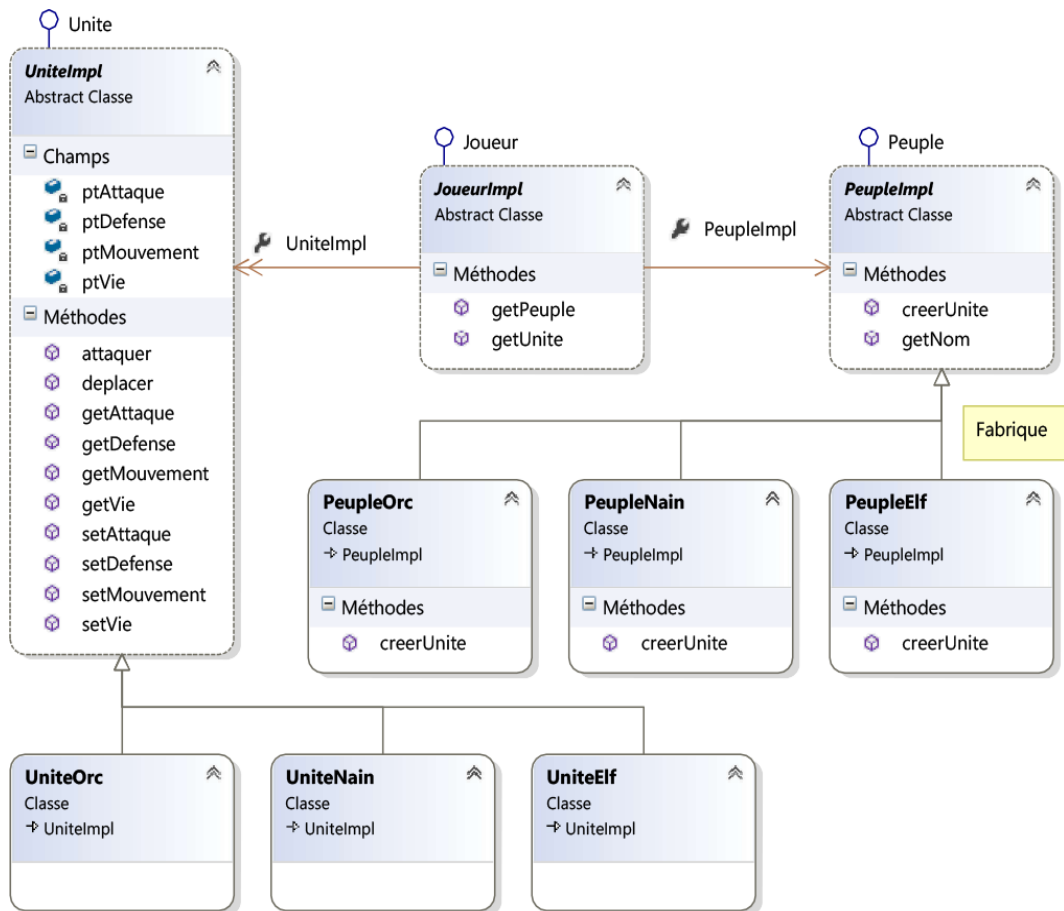 Unite
UniteImpl
Abstract Classe
Champs
ptAttaque
ptDefense
ptMouvement
ptVie
Méthodes
attaquer
deplacer
getAttaque
getDefense
getMouvement
getVie
setAttaque
setDefense
setMouvement
setVie
UniteImpl
Joueur
JoueurImpl
Abstract Classe
Méthodes
getPeuple
getUnite
PeupleImpl
Peuple
PeupleImpl
Abstract Classe
Méthodes
creerUnite
getNom
Fabrique
PeupleOrc
Classe
PeupleImpl
Méthodes
creerUnite
PeupleNain
Classe
PeupleImpl
Méthodes
creerUnite
PeupleElf
Classe
PeupleImpl
Méthodes
creerUnite
UniteOrc
Classe
UniteImpl
UniteNain
Classe
UniteImpl
UniteElf
Classe
UniteImpl